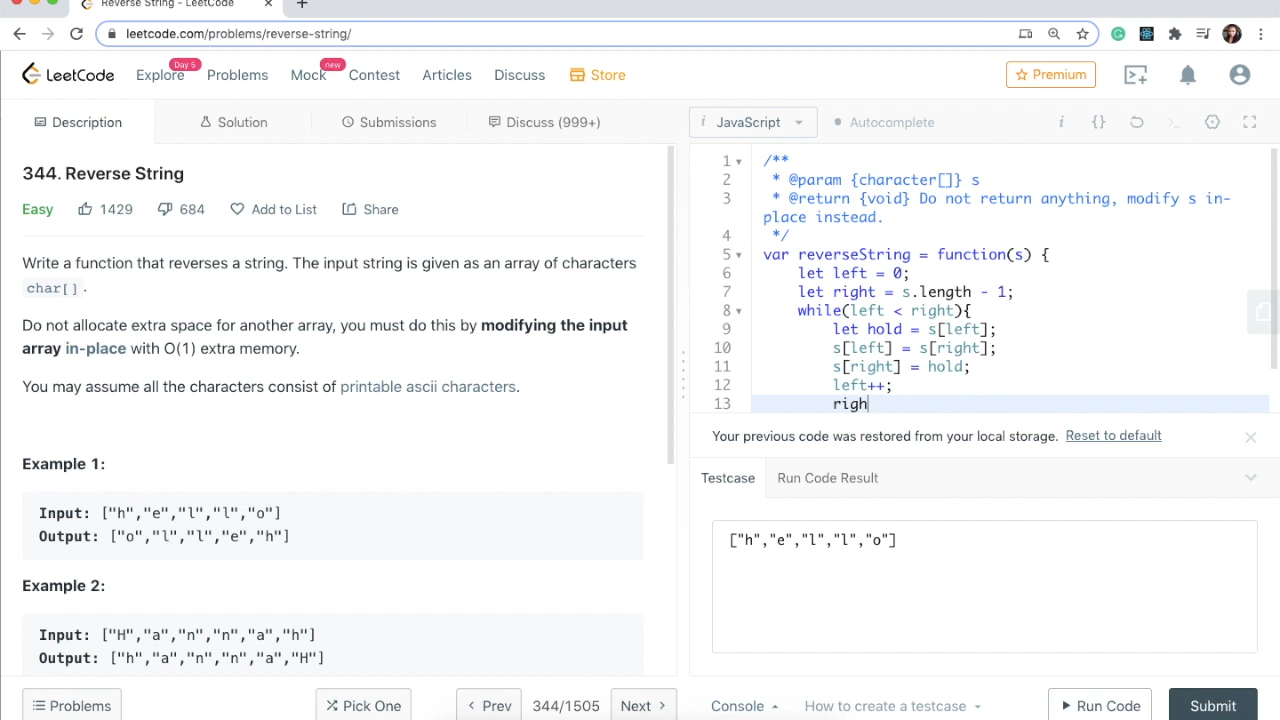 Reverse String - LeetCode
leetcode.com/problems/reverse-string/
LeetCode
Explore
Day 5
Problems
Mock
new
Contest
Articles
Discuss
Store
Premium
Description
Solution
Submissions
Discuss (999+)
344. Reverse String
Easy 1429 684 Add to List Share
Write a function that reverses a string. The input string is given as an array of characters
char[] .
Do not allocate extra space for another array, you must do this by modifying the input
array in-place with O(1) extra memory.
You may assume all the characters consist of printable ascii characters.
Example 1:
Input: ["h","e","l","l","o"]
Output: ["o","l","l","e","h"]
Example 2:
Input: ["H","a","n","n","a","h"]
Output: ["h","a","n","n","a","H"]
Problems
Pick One
Prev
344/1505
Next
i JavaScript
Autocomplete
i {}
1 /**
2 * @param {character[]} s
3 * @return {void} Do not return anything, modify s in-
place instead.
4 */
5 var reverseString = function(s) {
6 let left = 0;
7 let right = s.length - 1;
8 while(left < right){
9 let hold = s[left];
10 s[left] = s[right];
11 s[right] = hold;
12 left++;
13 righ
Your previous code was restored from your local storage. Reset to default
Testcase
Run Code Result
["h","e","l","l","o"]
Console
How to create a testcase
Run Code
Submit